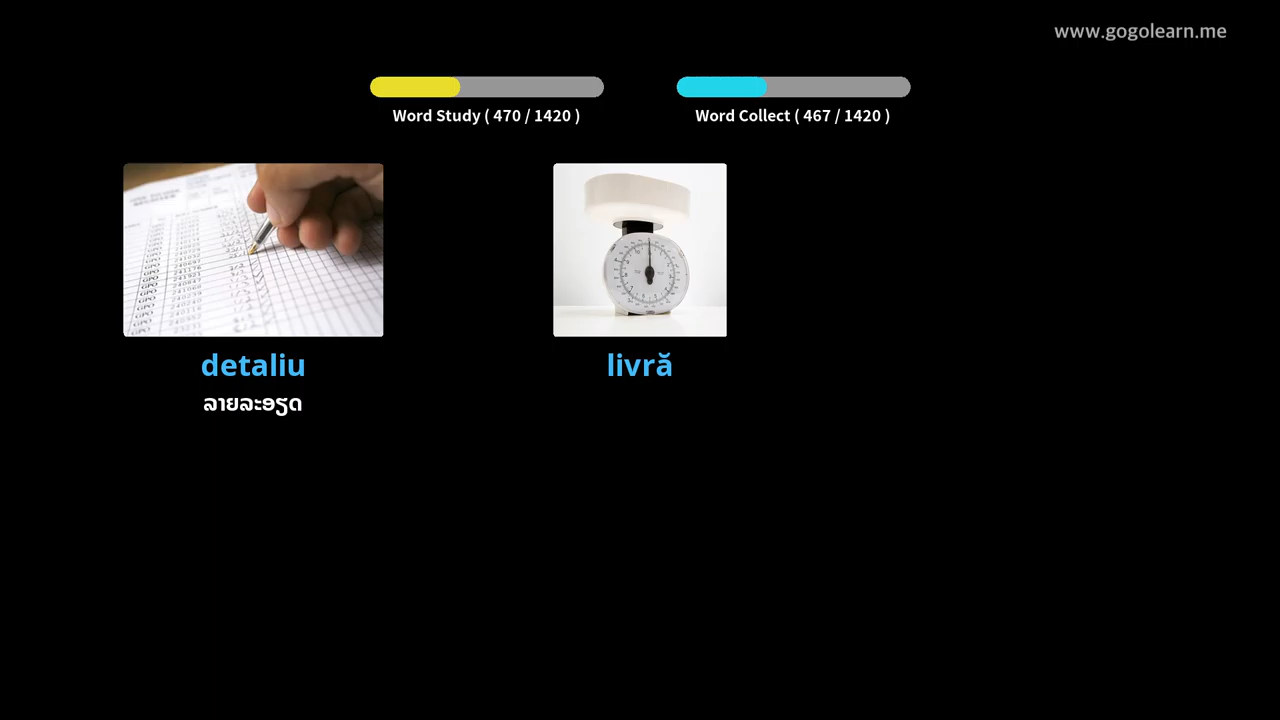 www.gogolearn.me
Word Study ( 470 / 1420 )
Word Collect ( 467 / 1420 )
detaliu
ລາຍລະອຽດ
livră